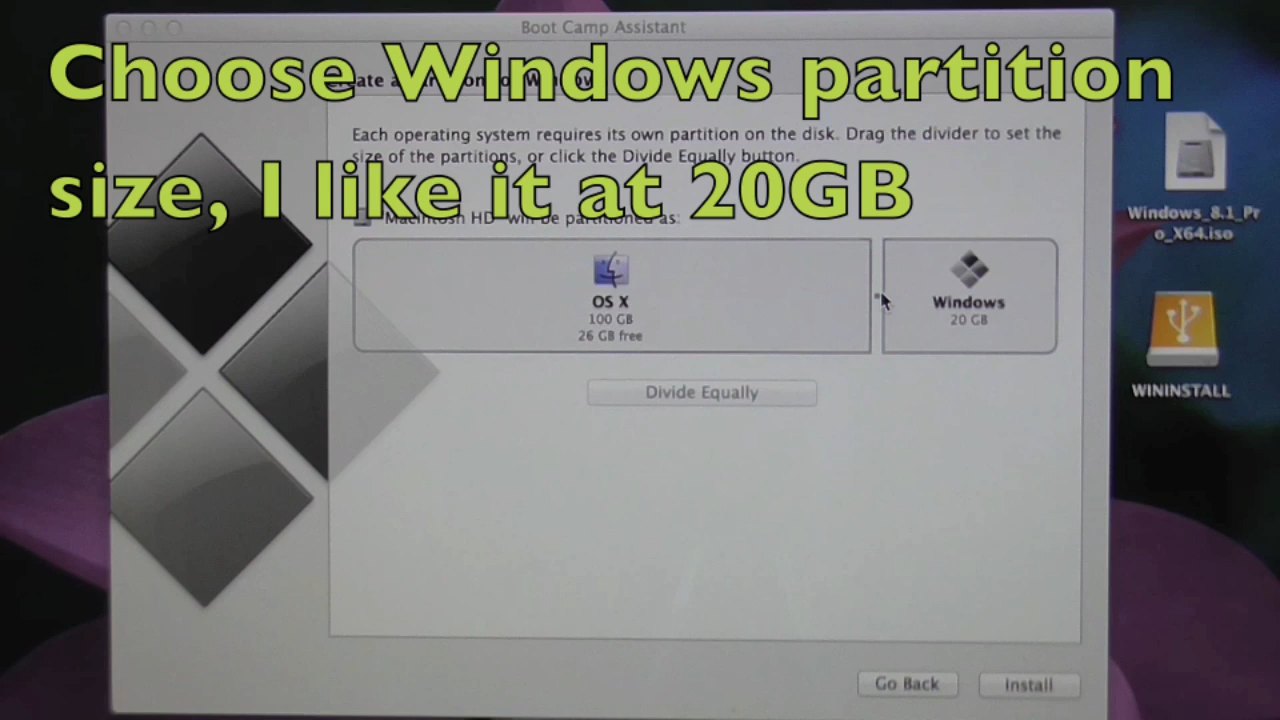 Boot Camp Assistant
Choose Windows partition
size, I like it at 20GB
Each operating system requires its own partition on the disk. Drag the divider to set the
size of the partitions, or click the Divide Equally button.
Macintosh HD will be partitioned as:
OS X
100 GB
26 GB free
Windows
20 GB
Divide Equally
Go Back
Install
Windows_8.1_Pr
o_X64.iso
WININSTALL